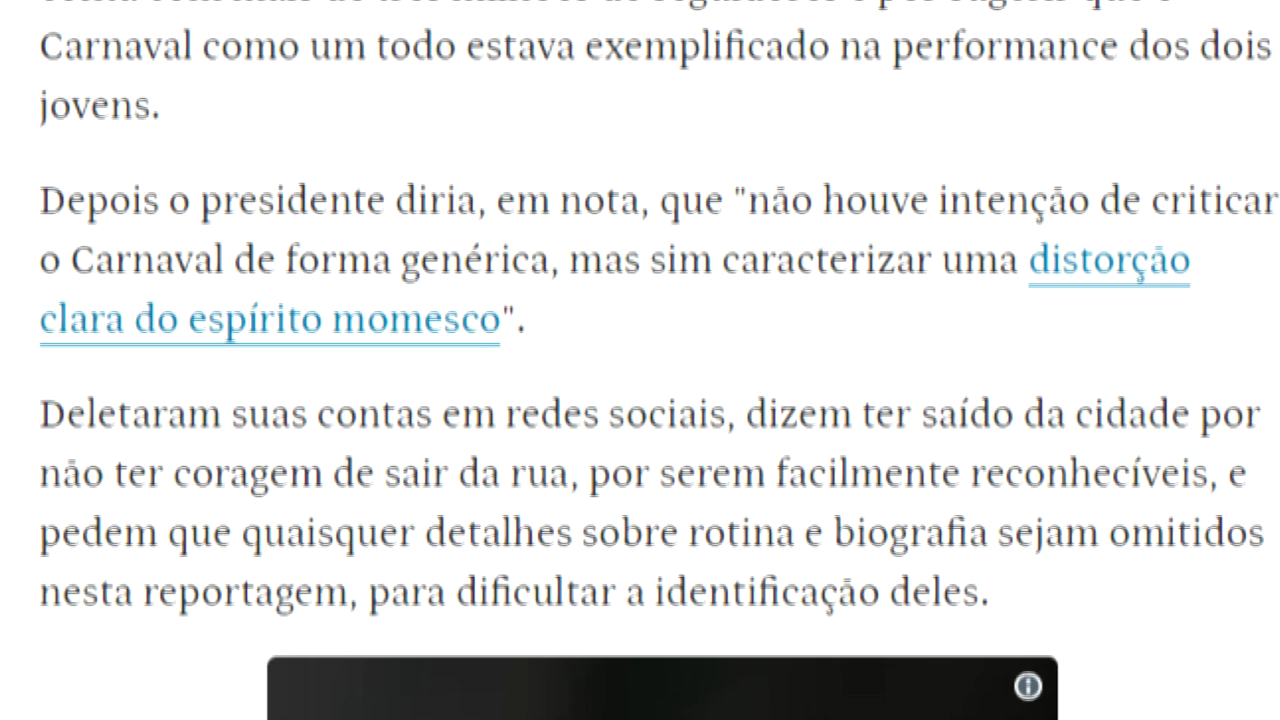 Carnaval como um todo estava exemplificado na performance dos dois
jovens.
Depois o presidente diria, em nota, que "não houve intenção de criticar
o Carnaval de forma genérica, mas sim caracterizar uma distorção
clara do espírito momesco".
Deletaram suas contas em redes sociais, dizem ter saído da cidade por
não ter coragem de sair da rua, por serem facilmente reconhecíveis, e
pedem que quaisquer detalhes sobre rotina e biografia sejam omitidos
nesta reportagem, para dificultar a identificação deles.